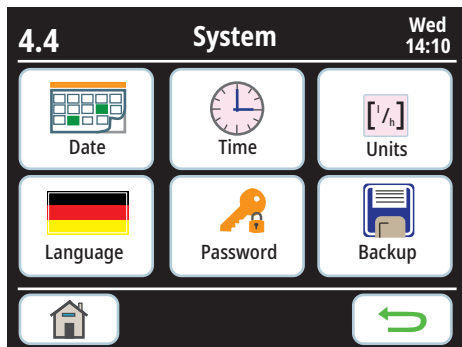 4.4
System
Wed
14:10
Date
Time
[l/h]
Units
Language
Password
Backup